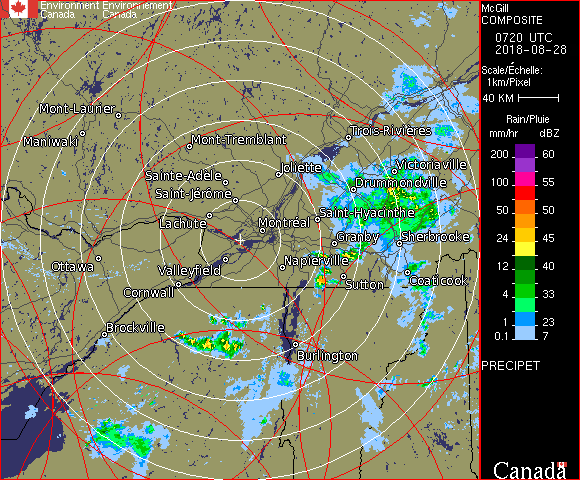 Environment Environnement
Canada Canada
McGill
COMPOSITE
0720 UTC
2018-08-28
Scale/Échelle:
1km/Pixel
40 KM
Rain/Pluie
mm/hr dBZ
200 60
100 55
50 50
24 45
12 40
4 33
1 23
0.1 7
PRECIPET
Canada
Mont-Laurier
Maniwaki
Mont-Tremblant
Trois-Rivières
Joliette
Victoriaville
Sainte-Adèle
Drummondville
Saint-Jérôme
Lachute
Montréal
Saint-Hyacinthe
Granby
Sherbrooke
Ottawa
Valleyfield
Napierville
Cornwall
Sutton
Coaticook
Brockville
Burlington